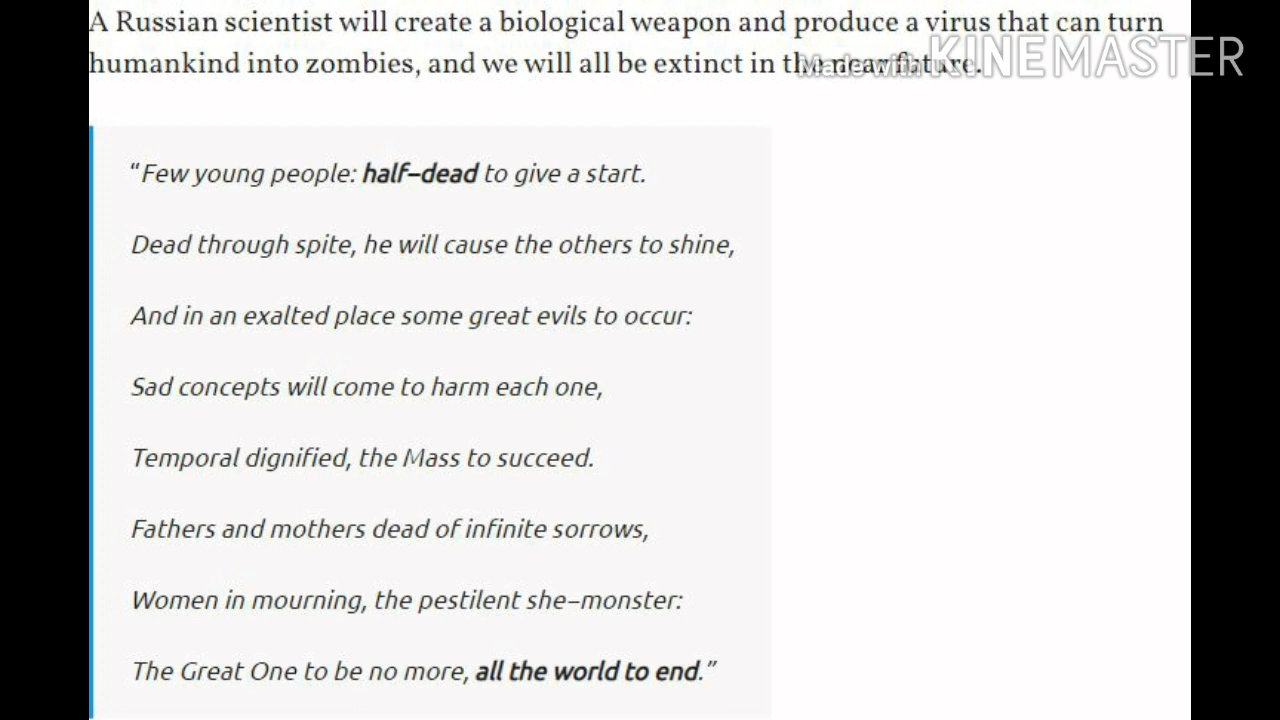 A Russian scientist will create a biological weapon and produce a virus that can turn
humankind into zombies, and we will all be extinct in the near future.
Made with KINEMASTER
“Few young people: half–dead to give a start.
Dead through spite, he will cause the others to shine,
And in an exalted place some great evils to occur:
Sad concepts will come to harm each one,
Temporal dignified, the Mass to succeed.
Fathers and mothers dead of infinite sorrows,
Women in mourning, the pestilent she–monster:
The Great One to be no more, all the world to end.”